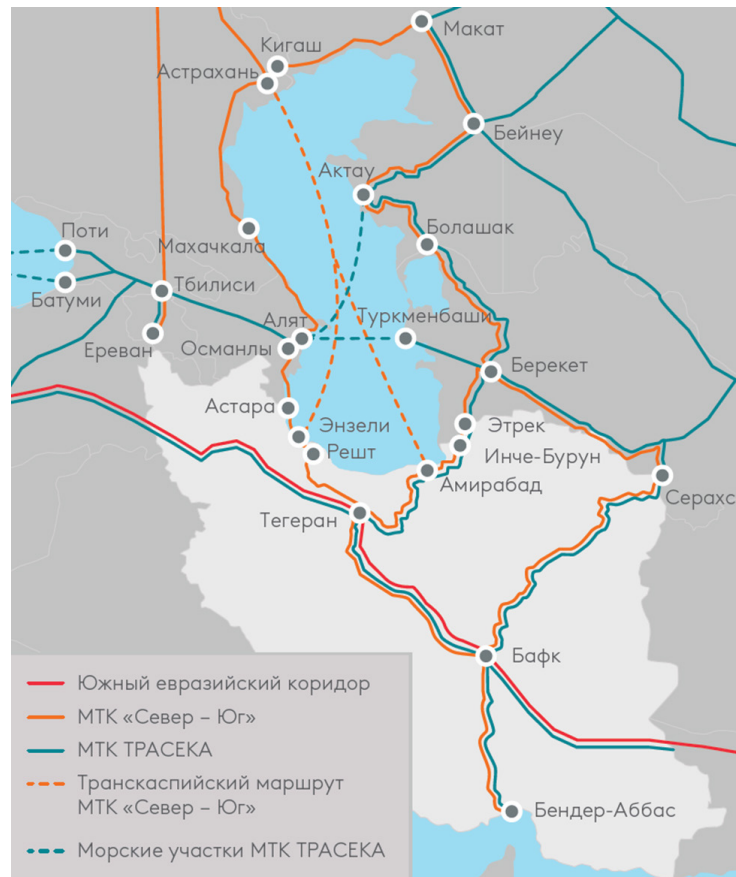 Кигаш
Макат
Астрахань
Бейнеу
Актау
Поти
Махачкала
Болашак
Тбилиси
Батуми
Алят
Туркменбаши
Ереван
Османлы
Берекет
Астара
Энзели
Этрек
Решт
Инче-Бурун
Амирабад
Серахс
Тегеран
Бафк
Южный евразийский коридор
МТК «Север – Юг»
МТК ТРАСЕКА
Транскаспийский маршрут
МТК «Север – Юг»
Бендер-Аббас
Морские участки МТК ТРАСЕКА